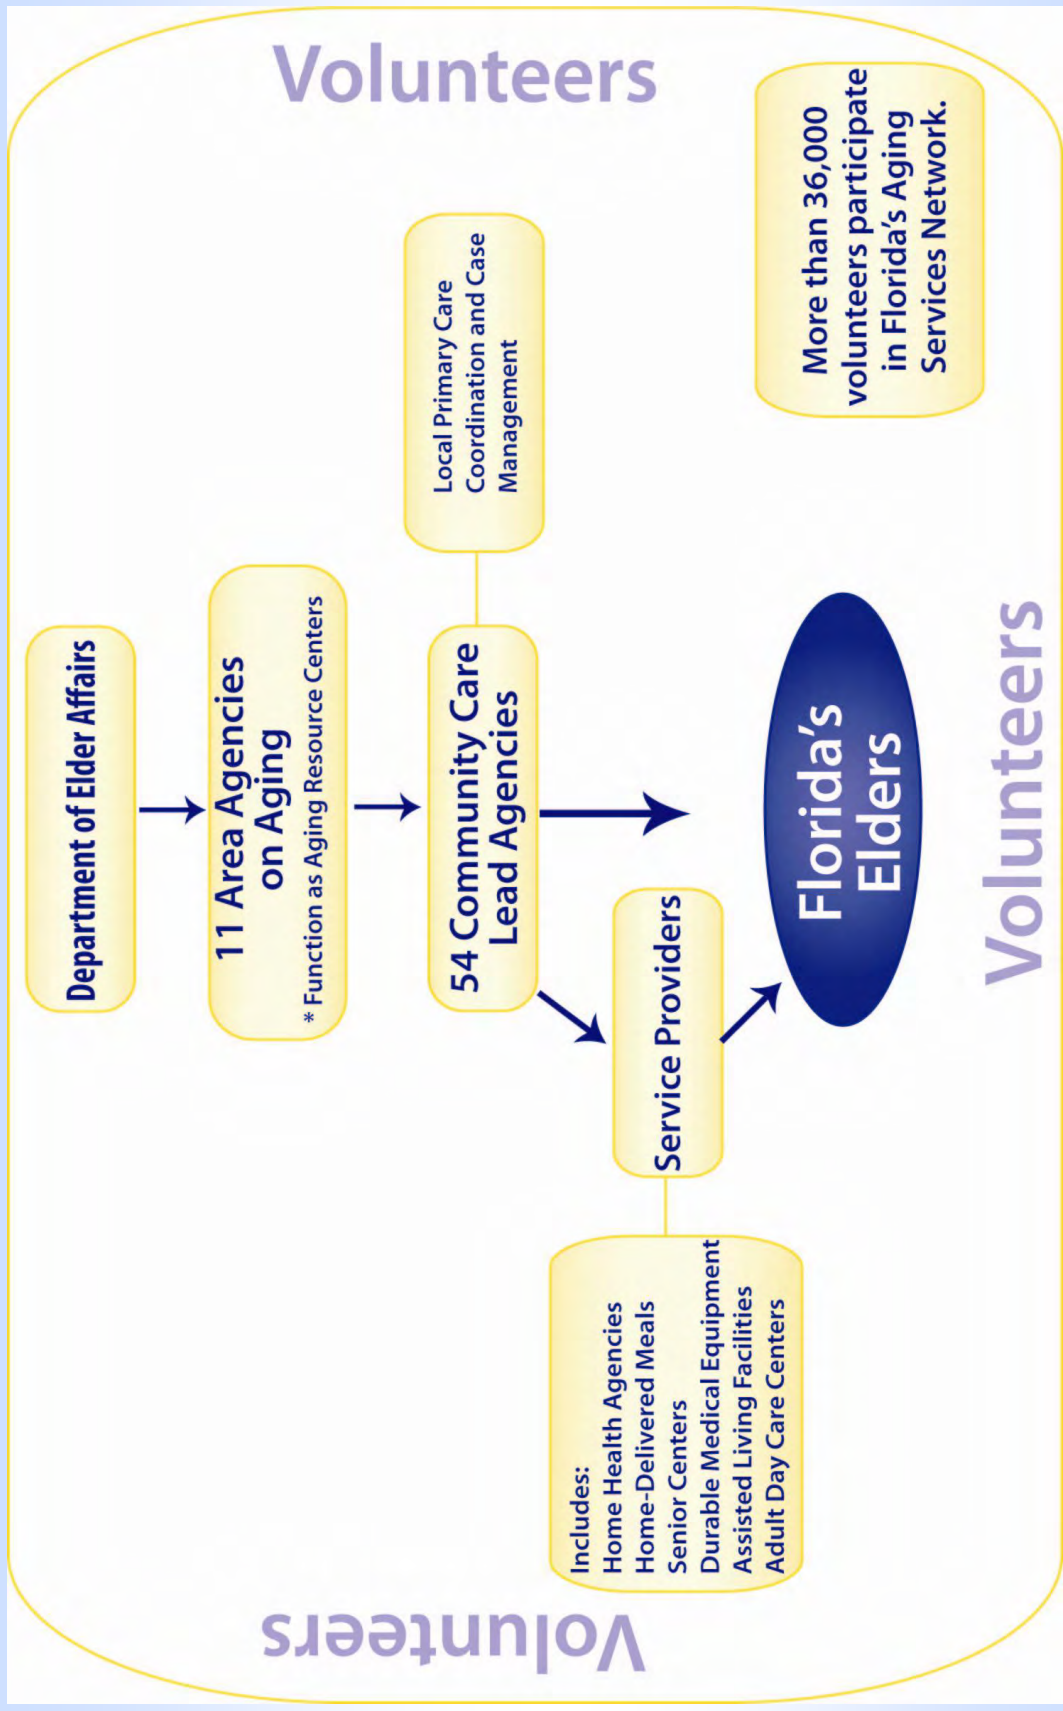 Department of Elder Affairs
11 Area Agencies
on Aging
* Function as Aging Resource Centers
54 Community Care
Lead Agencies
Local Primary Care
Coordination and Case
Management
Service Providers
Includes:
Home Health Agencies
Home-Delivered Meals
Senior Centers
Durable Medical Equipment
Assisted Living Facilities
Adult Day Care Centers
Florida's
Elders
More than 36,000
volunteers participate
in Florida's Aging
Services Network.
Volunteers
Volunteers
Volunteers